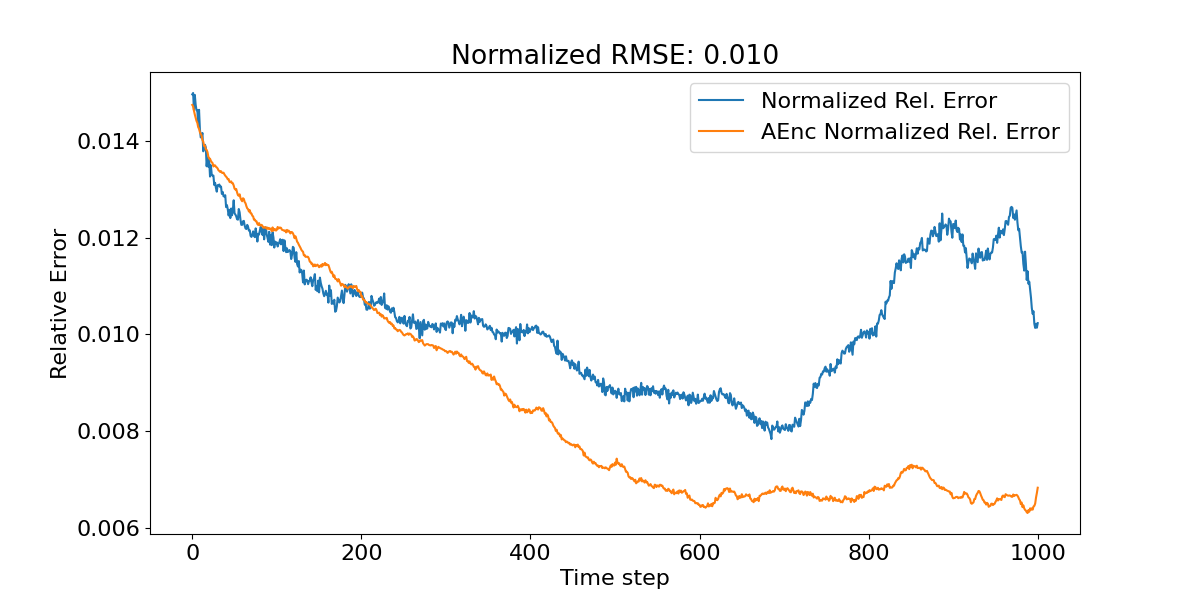 Normalized RMSE: 0.010
Normalized Rel. Error
AEnc Normalized Rel. Error
Relative Error
0.014
0.012
0.010
0.008
0.006
0 200 400 600 800 1000
Time step